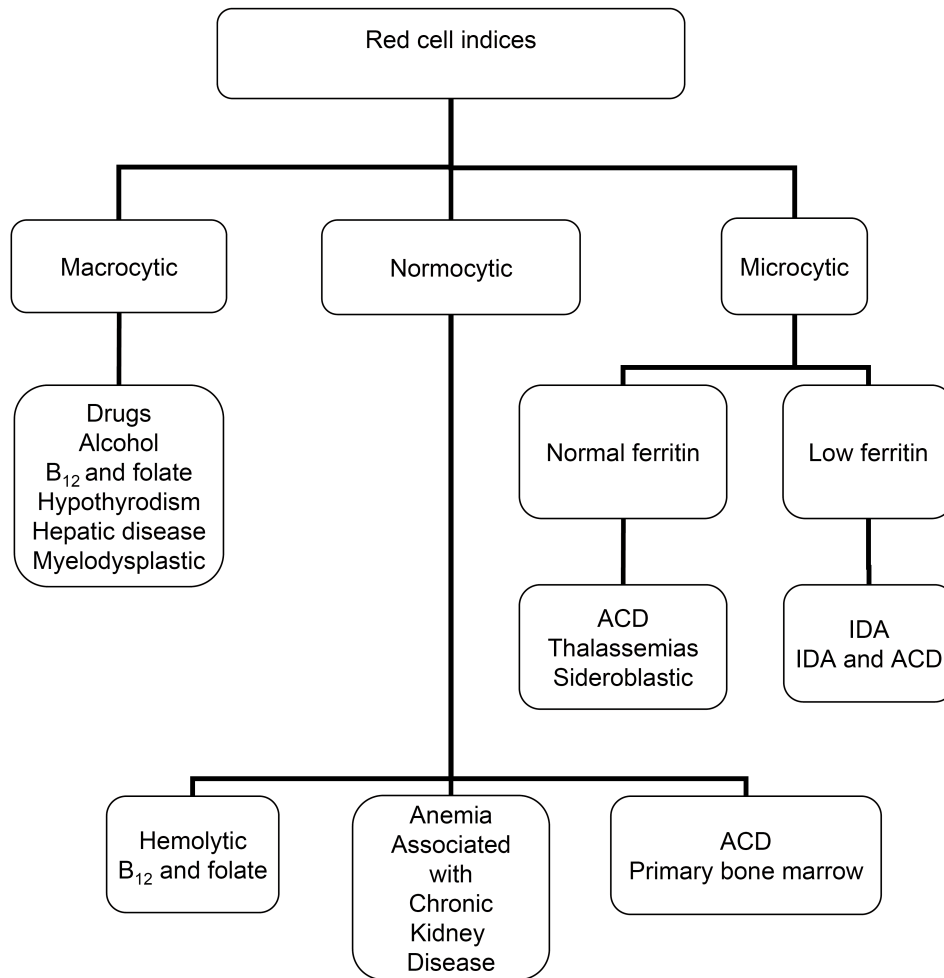 Red cell indices
Macrocytic
Normocytic
Microcytic
Drugs
Alcohol
B₁₂ and folate
Hypothyrodism
Hepatic disease
Myelodysplastic
Normal ferritin
Low ferritin
ACD
Thalassemias
Sideroblastic
IDA
IDA and ACD
Hemolytic
B₁₂ and folate
Anemia
Associated
with
Chronic
Kidney
Disease
ACD
Primary bone marrow